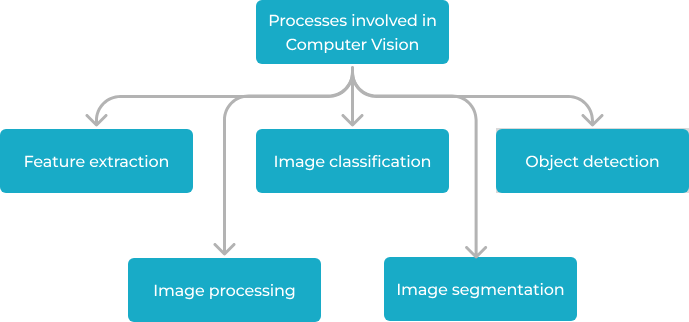 Processes involved in
Computer Vision
Feature extraction
Image classification
Object detection
Image processing
Image segmentation